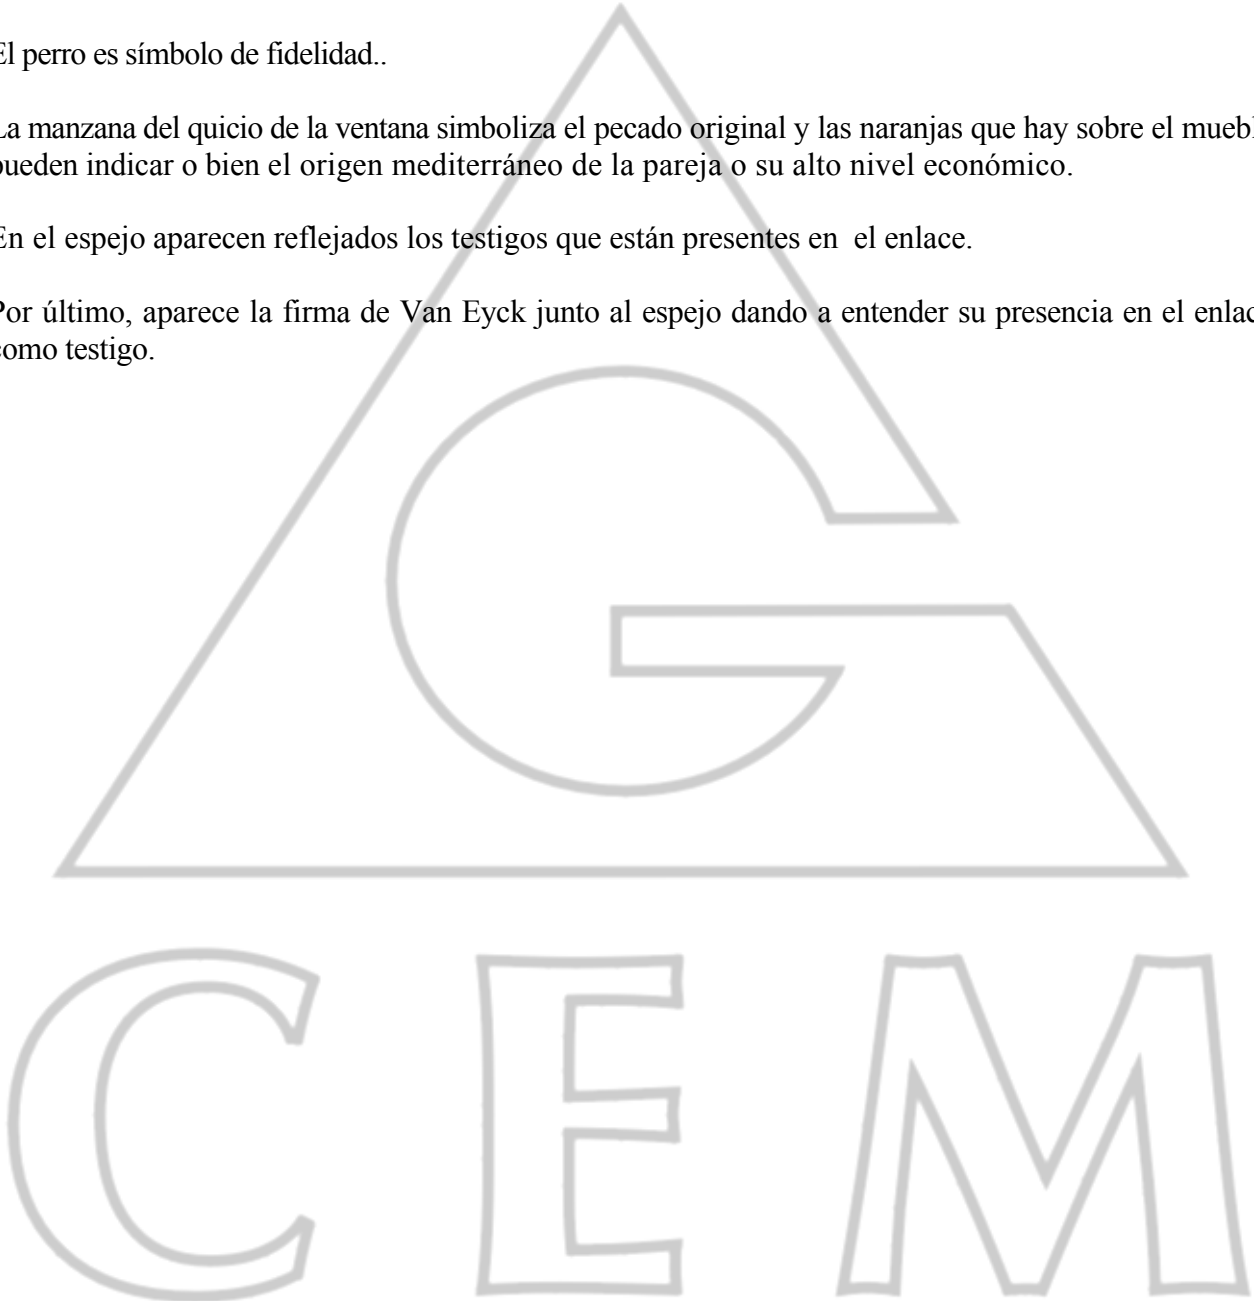 El perro es símbolo de fidelidad..
La manzana del quicio de la ventana simboliza el pecado original y las naranjas que hay sobre el muebl
pueden indicar o bien el origen mediterráneo de la pareja o su alto nivel económico.
En el espejo aparecen reflejados los testigos que están presentes en  el enlace.
Por último, aparece la firma de Van Eyck junto al espejo dando a entender su presencia en el enlac
como testigo.
G
C E M